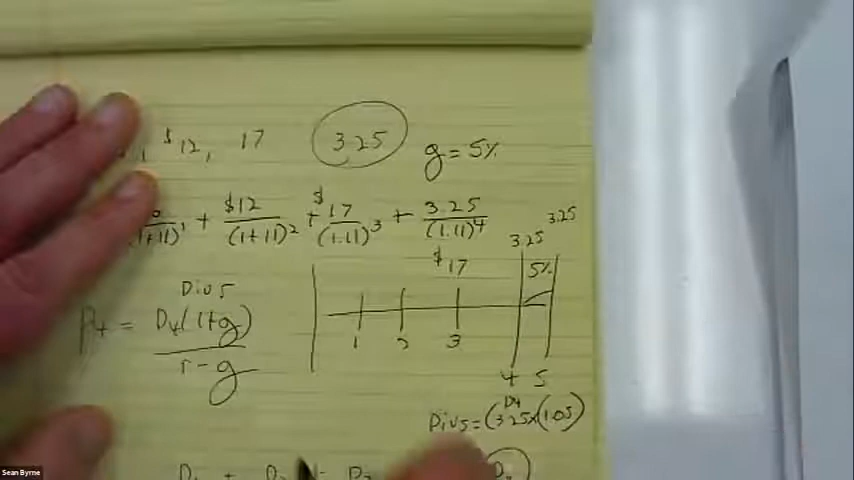 $12, 17 3.25 g = 5%
$12/(1+11)^2 + $17/(1.11)^3 + 3.25/(1.11)^4
3.25 3.25
$17 5%
Div5
P4 = D4(1+g)/r-g
1 2 3
4 5
Div5 = (3.25x(1.05)
D4
Sean Byrne